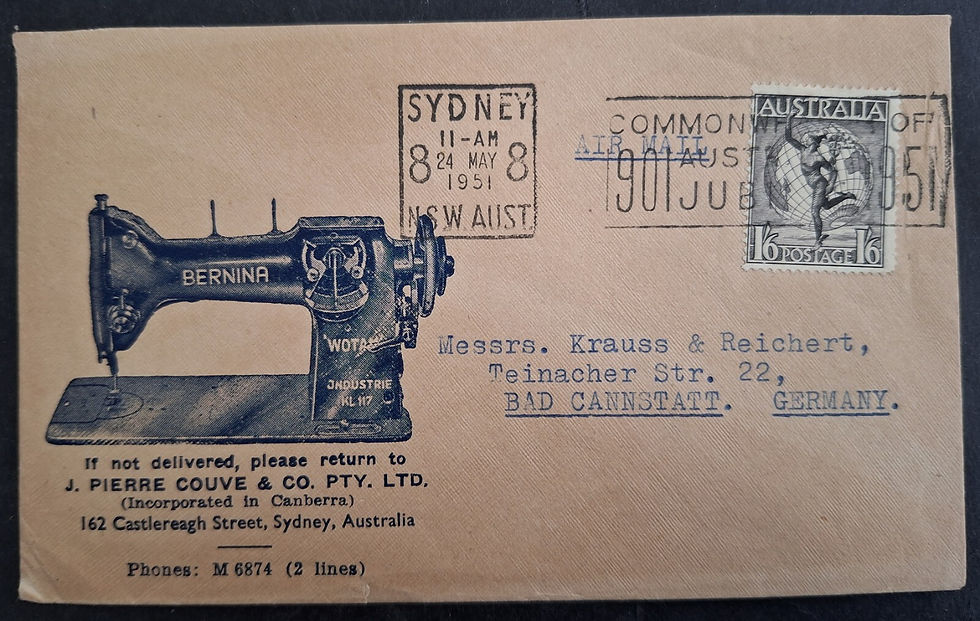 SYDNEY
11-AM
8 24 MAY 8
1951
N.S.W. AUST.
AIR MAIL
COMMONWE OF
AUST
1901 JUB 1951
AUSTRALIA
1/6 POSTAGE 1/6
BERNINA
WOTAN
INDUSTRIE
KL 117
Messrs. Krauss & Reichert,
Teinacher Str. 22,
BAD CANNSTATT. GERMANY.
If not delivered, please return to
J. PIERRE COUVE & CO. PTY. LTD.
(Incorporated in Canberra)
162 Castlereagh Street, Sydney, Australia
Phones: M 6874 (2 lines)